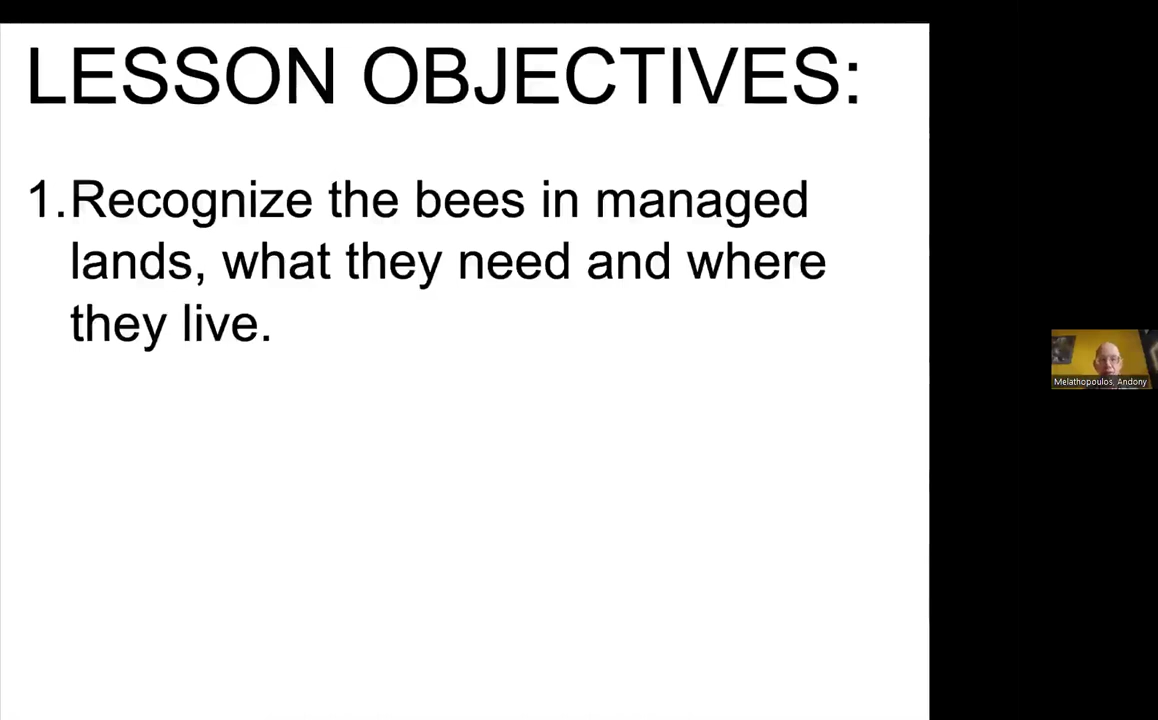 LESSON OBJECTIVES:
1.Recognize the bees in managed
lands, what they need and where
they live.
Melathopoulos, Andony